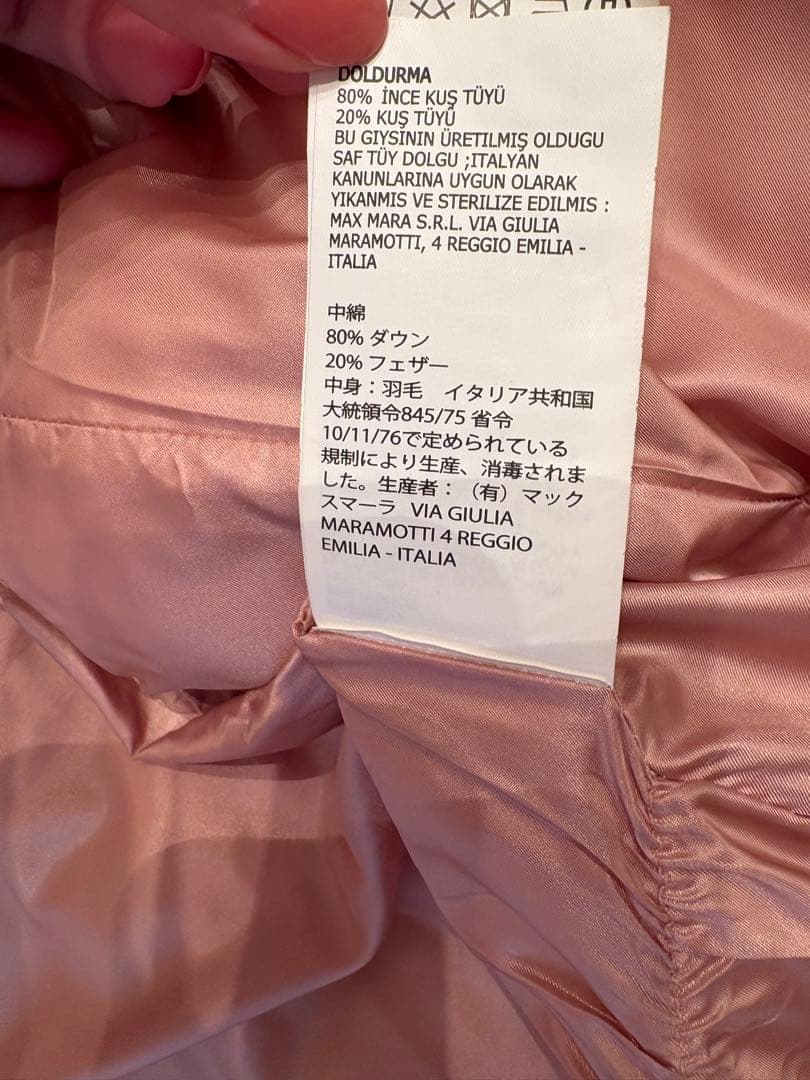 DOLDURMA
80% İNCE KUŞ TÜYÜ
20% KUŞ TÜYÜ
BU GIYSİNIN ÜRETILMIŞ OLDUGU
SAF TÜY DOLGU ;ITALYAN
KANUNLARINA UYGUN OLARAK
YIKANMIS VE STERILIZE EDILMIS :
MAX MARA S.R.L. VIA GIULIA
MARAMOTTI, 4 REGGIO EMILIA -
ITALIA
中綿
80% ダウン
20% フェザー
中身：羽毛　イタリア共和国
大統領令845/75 省令
10/11/76で定められている
規制により生産、消毒されま
した。生産者：（有）マック
スマーラ VIA GIULIA
MARAMOTTI 4 REGGIO
EMILIA - ITALIA